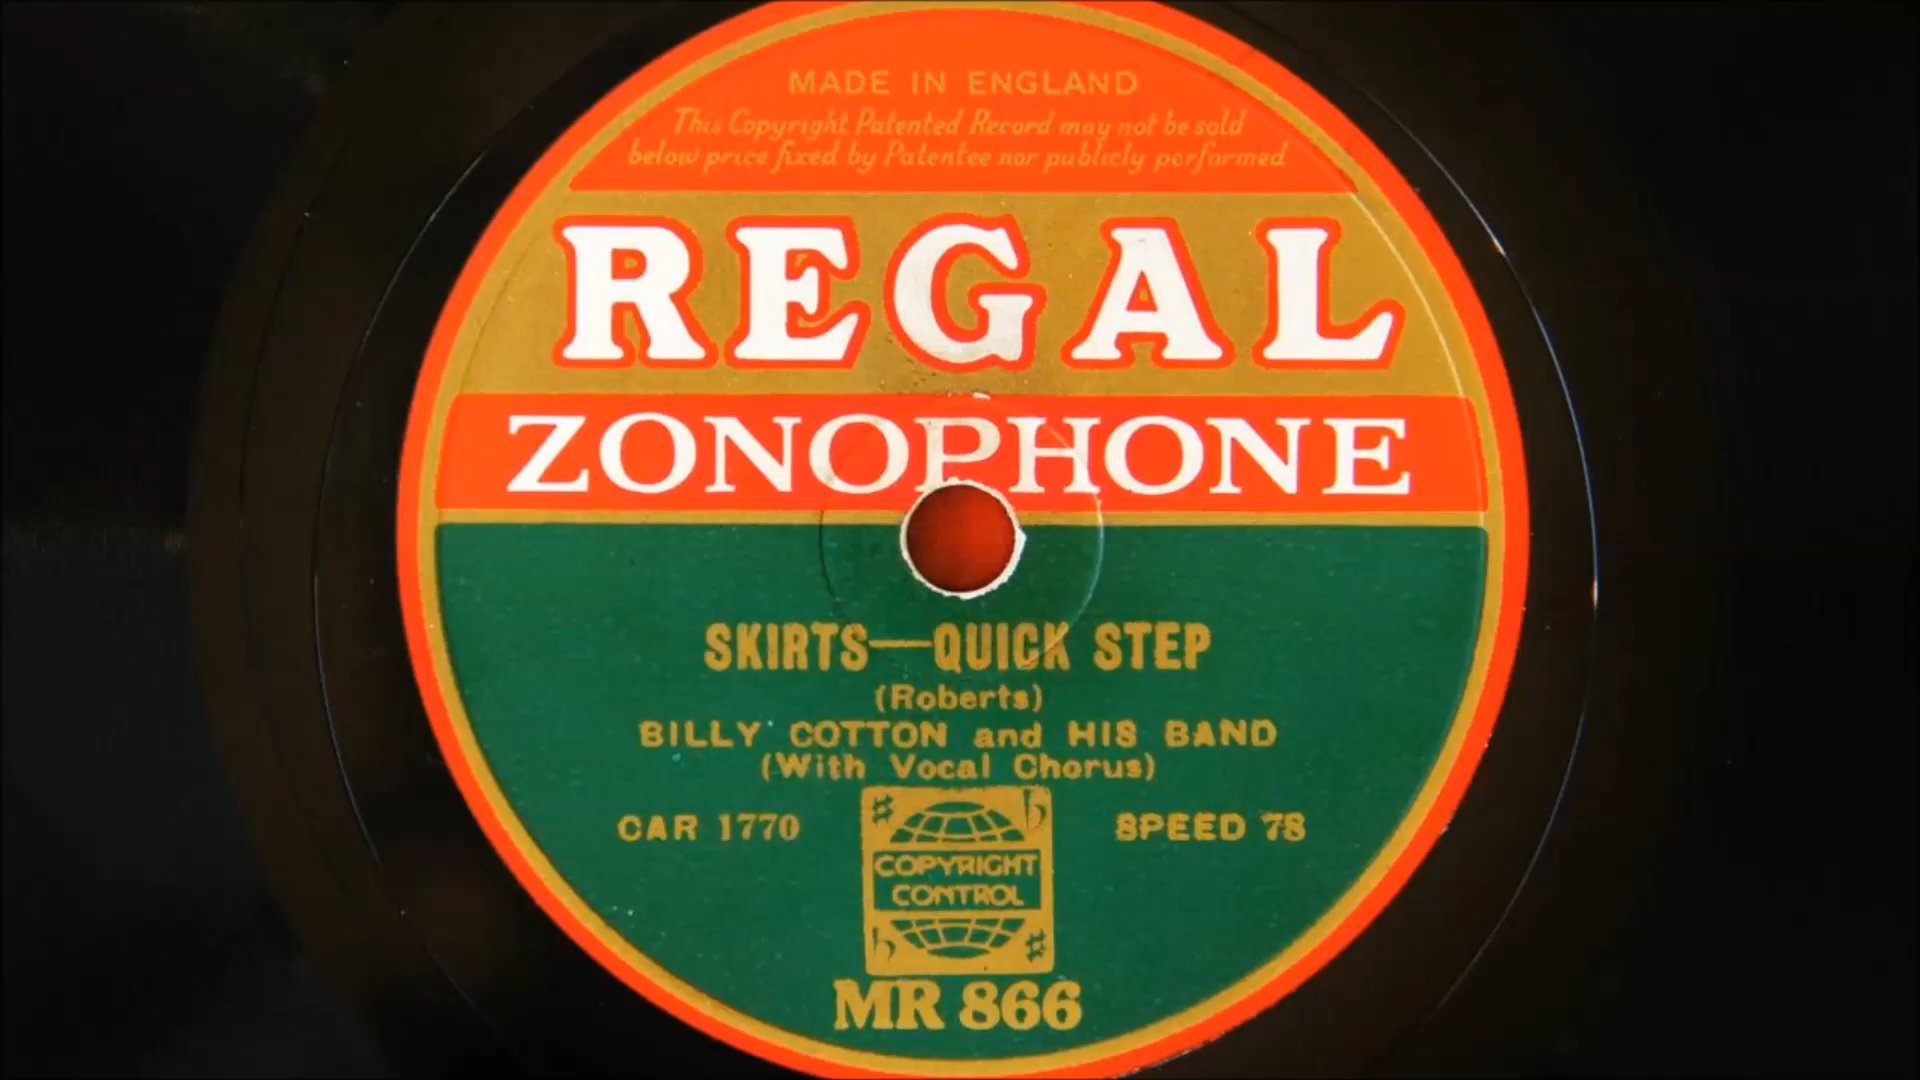 MADE IN ENGLAND
This Copyright Patented Record may not be sold
below price fixed by Patentee nor publicly performed
REGAL
ZONOPHONE
SKIRTS—QUICK STEP
(Roberts)
BILLY COTTON and HIS BAND
(With Vocal Chorus)
CAR 1770
SPEED 78
COPYRIGHT
CONTROL
MR 866